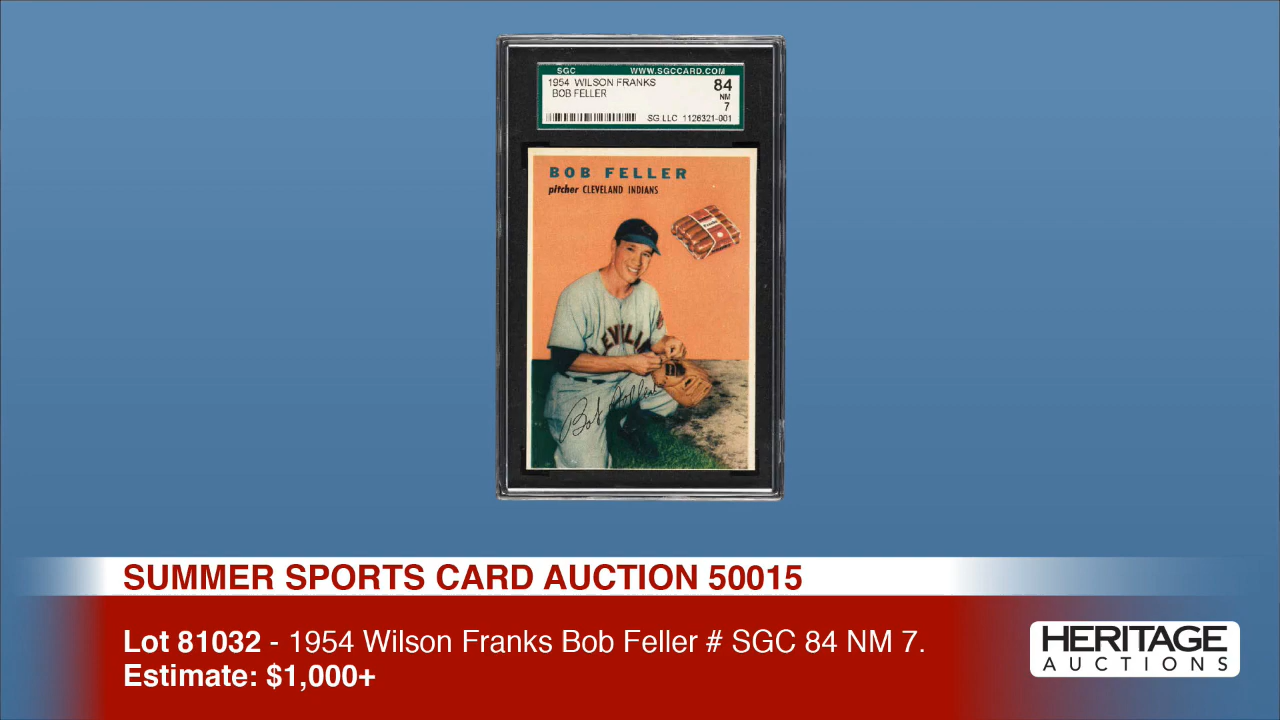 SGC WWW.SGCCARD.COM
1954 WILSON FRANKS 84
BOB FELLER NM
7
SG LLC 1126321-001
BOB FELLER
pitcher CLEVELAND INDIANS
Bob Feller
SUMMER SPORTS CARD AUCTION 50015
Lot 81032 - 1954 Wilson Franks Bob Feller # SGC 84 NM 7.
Estimate: $1,000+
HERITAGE
AUCTIONS